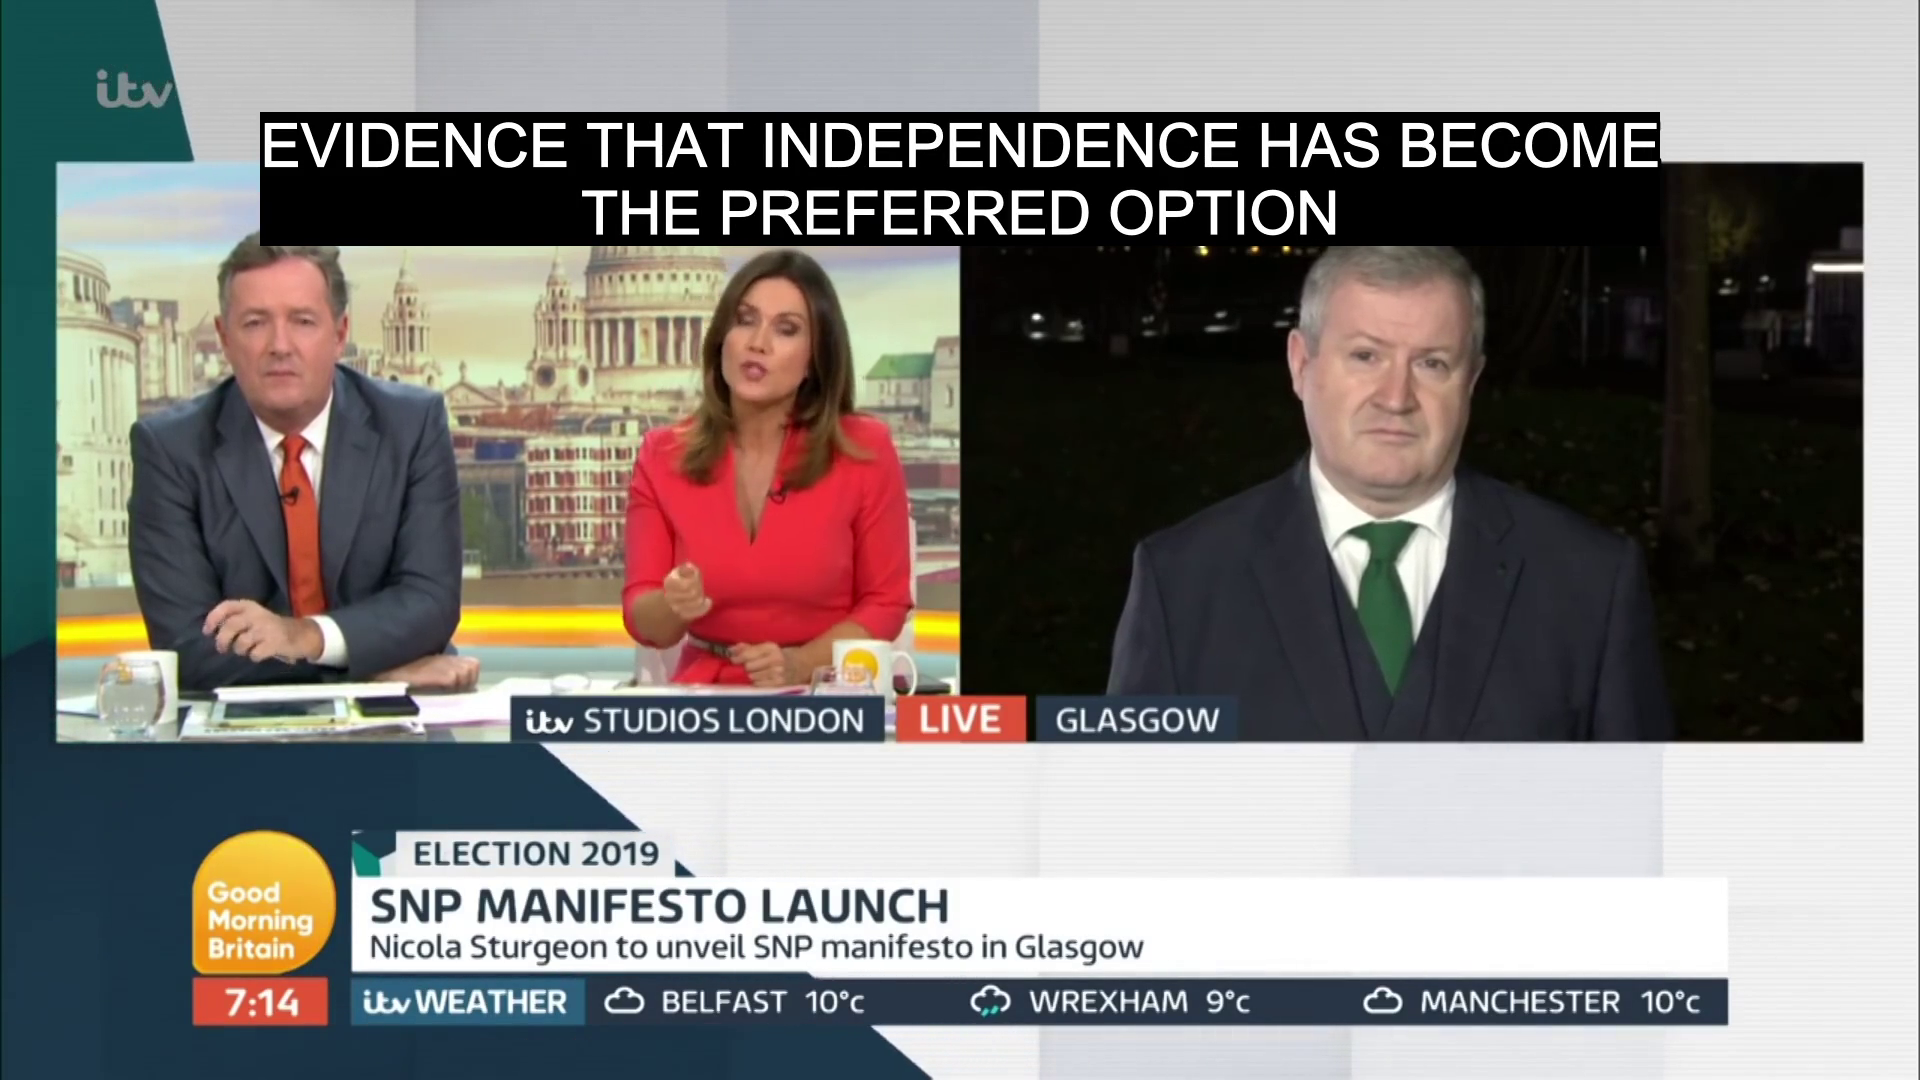 itv
EVIDENCE THAT INDEPENDENCE HAS BECOME
THE PREFERRED OPTION
itv STUDIOS LONDON
LIVE
GLASGOW
ELECTION 2019
SNP MANIFESTO LAUNCH
Nicola Sturgeon to unveil SNP manifesto in Glasgow
Good
Morning
Britain
7:14
itv WEATHER
BELFAST 10°c
WREXHAM 9°c
MANCHESTER 10°c